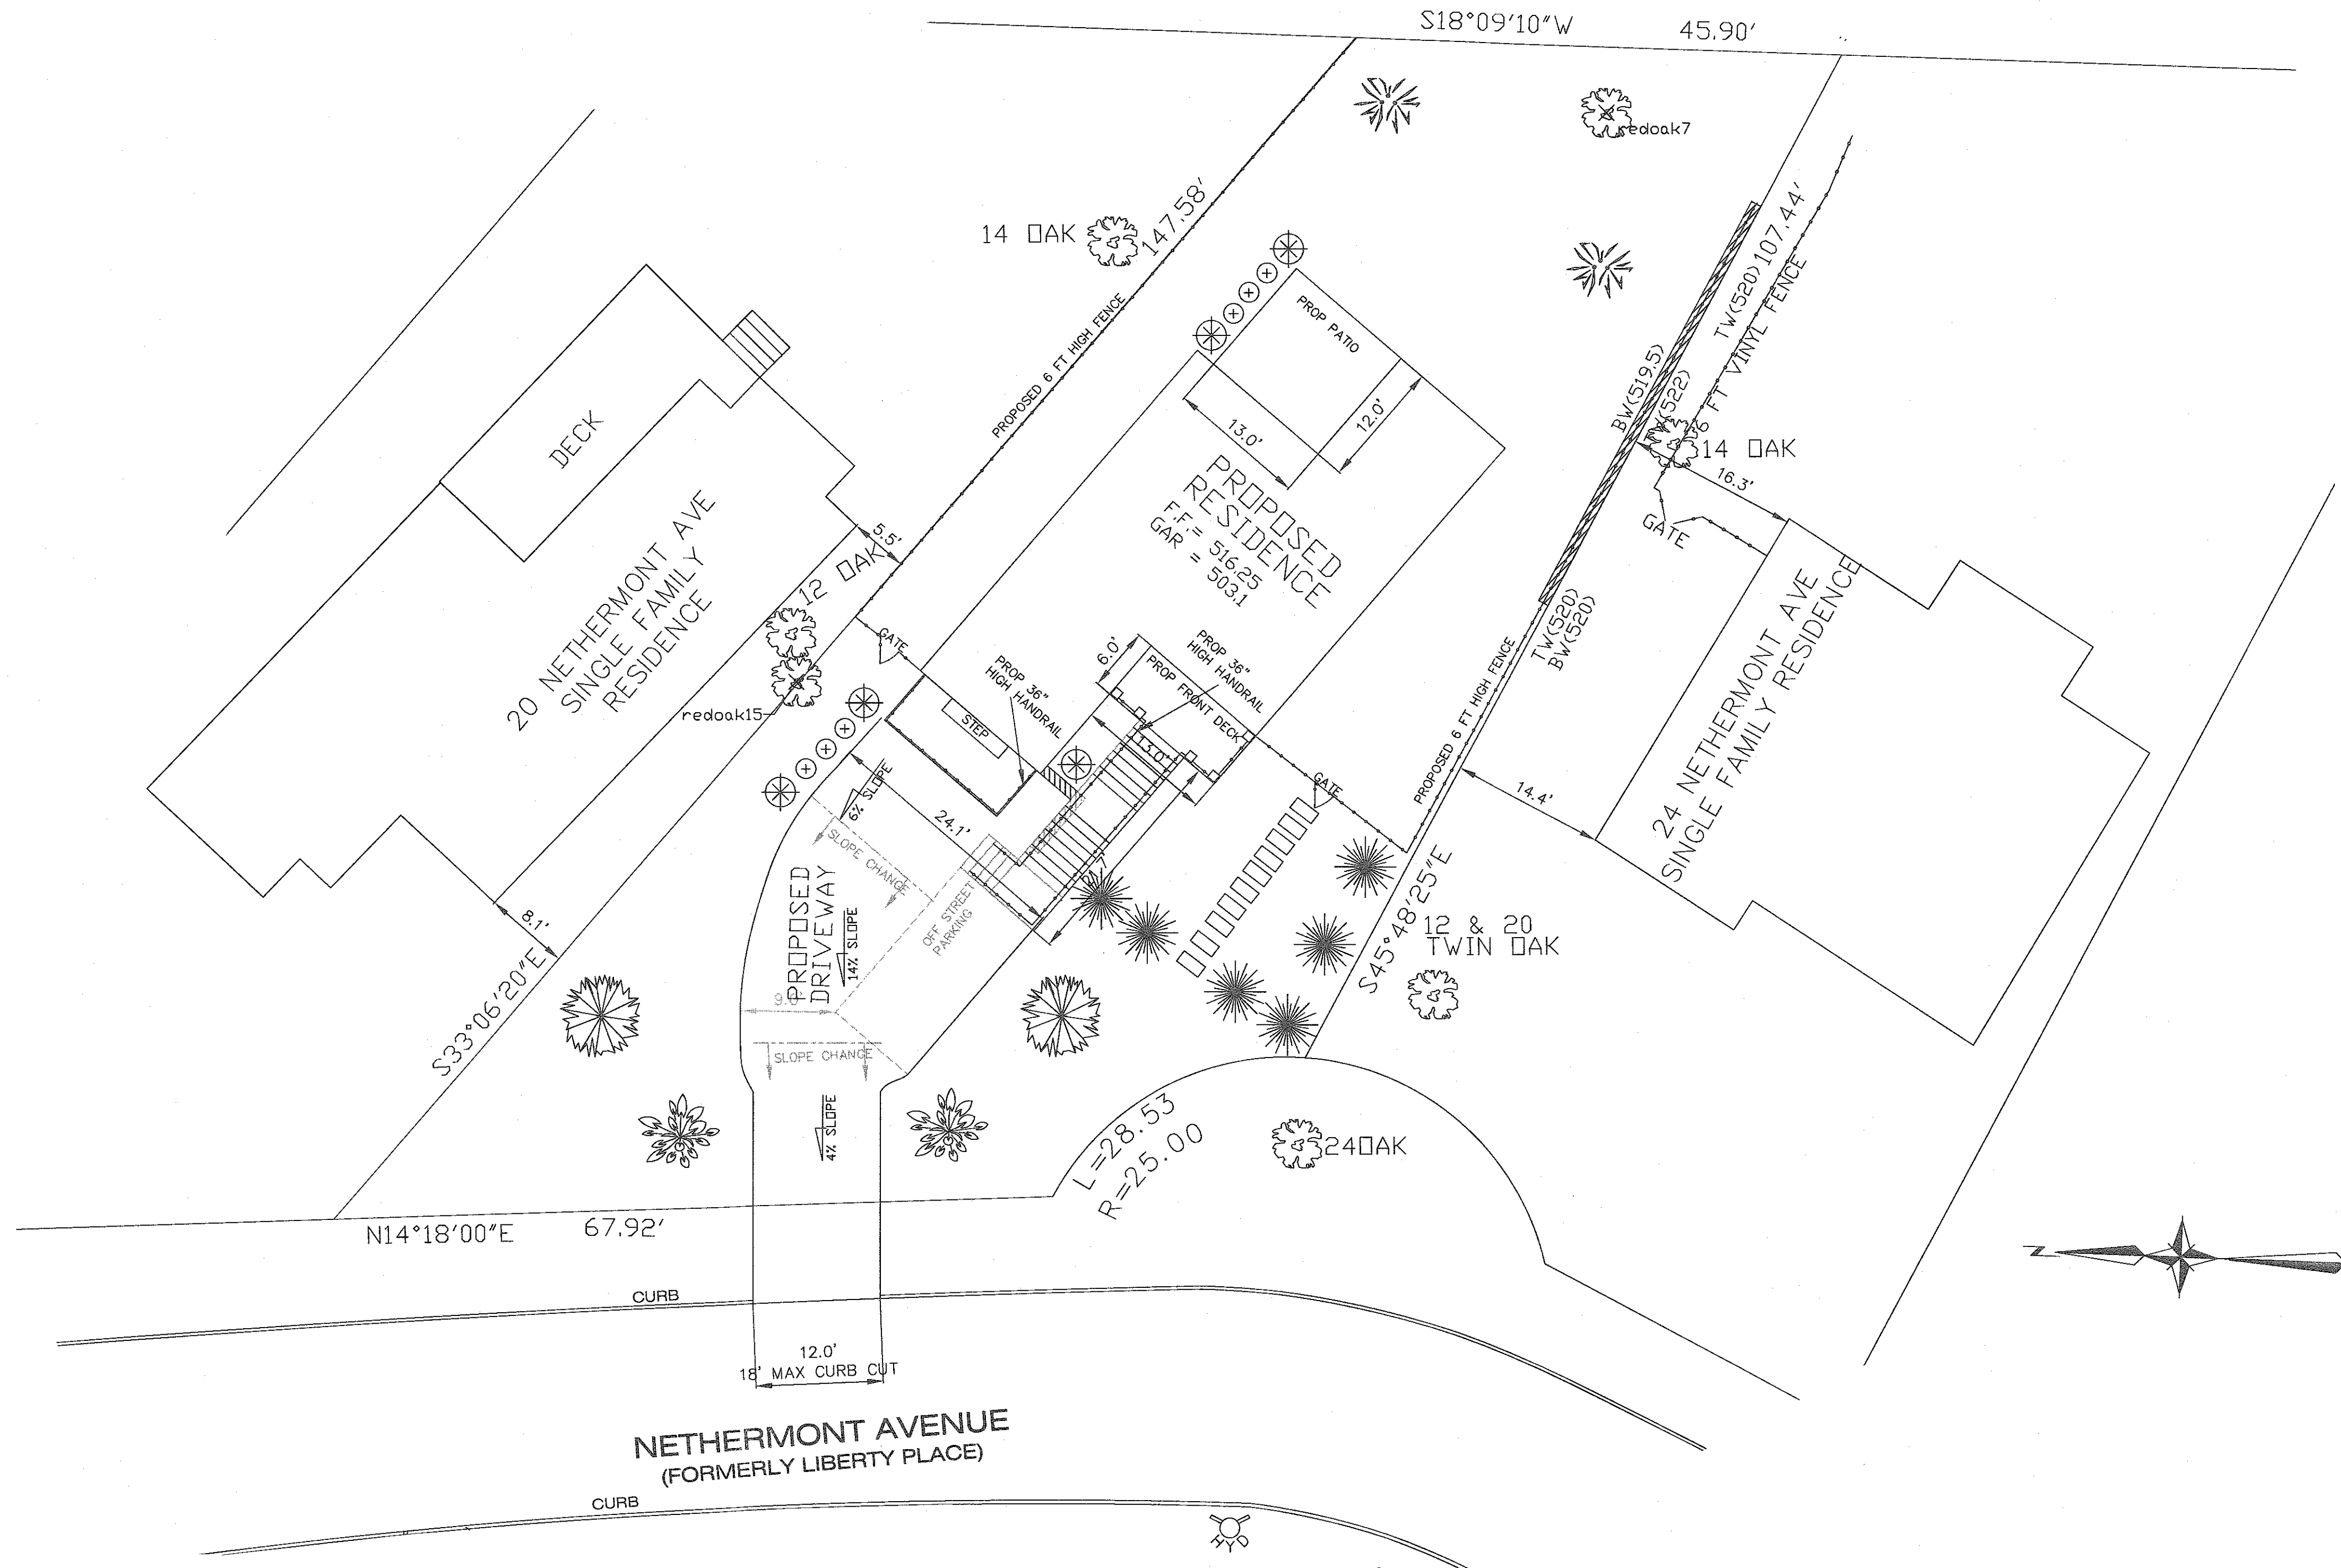 S18°09'10"W 45.90'
redoak7
147.58'
14 OAK
PROPOSED 6 FT HIGH FENCE
PROP PATIO
13.0'
12.0'
TW(520)
107.44'
6 FT VINYL FENCE
BW(519.5)
TW(522)
14 OAK
16.3'
GATE
DECK
20 NETHERMONT AVE
SINGLE FAMILY
RESIDENCE
5.5'
12 OAK
PROPOSED
RESIDENCE
F.F.= 516.25
GAR = 503.1
TW(520)
BW(520)
24 NETHERMONT AVE
SINGLE FAMILY RESIDENCE
GATE
redoak15
STEP
PROP 36"
HIGH HANDRAIL
6.0'
PROP 36"
HIGH HANDRAIL
PROP FRONT DECK
13.0'
GATE
PROPOSED 6 FT HIGH FENCE
14.4'
6% SLOPE
24.1'
SLOPE CHANGE
PROPOSED
DRIVEWAY
14% SLOPE
OFF STREET
PARKING
9.0'
SLOPE CHANGE
4% SLOPE
8.1'
S33°06'20"E
S45°48'25"E
12 & 20
TWIN OAK
L=28.53
R=25.00
24OAK
N14°18'00"E 67.92'
N
CURB
12.0'
18' MAX CURB CUT
NETHERMONT AVENUE
(FORMERLY LIBERTY PLACE)
CURB
HYD